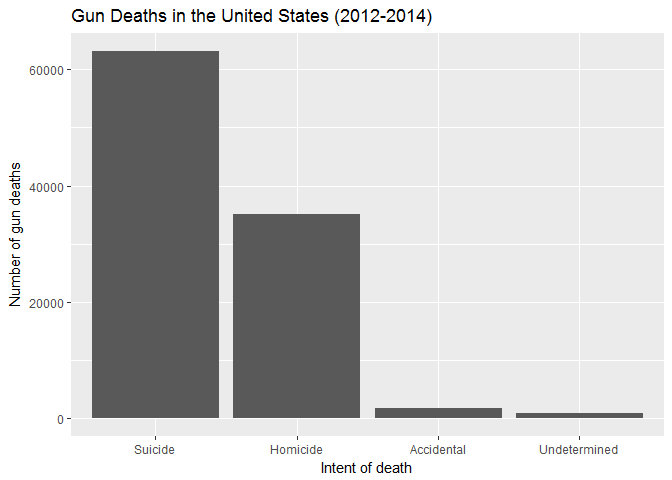 Gun Deaths in the United States (2012-2014)
Number of gun deaths
60000
40000
20000
0
Suicide Homicide Accidental Undetermined
Intent of death